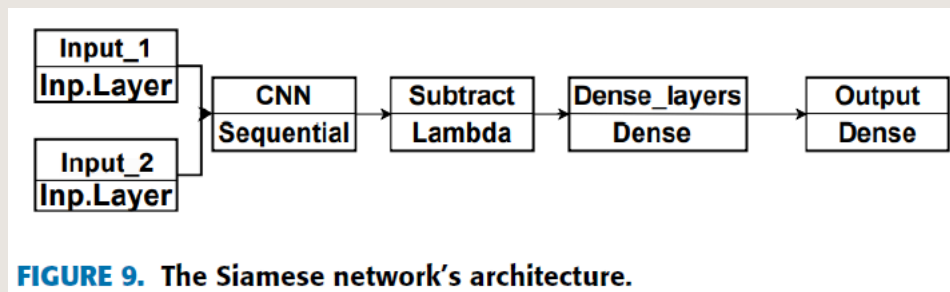 Input_1
Inp.Layer
Input_2
Inp.Layer
CNN
Sequential
Subtract
Lambda
Dense_layers
Dense
Output
Dense
FIGURE 9. The Siamese network's architecture.